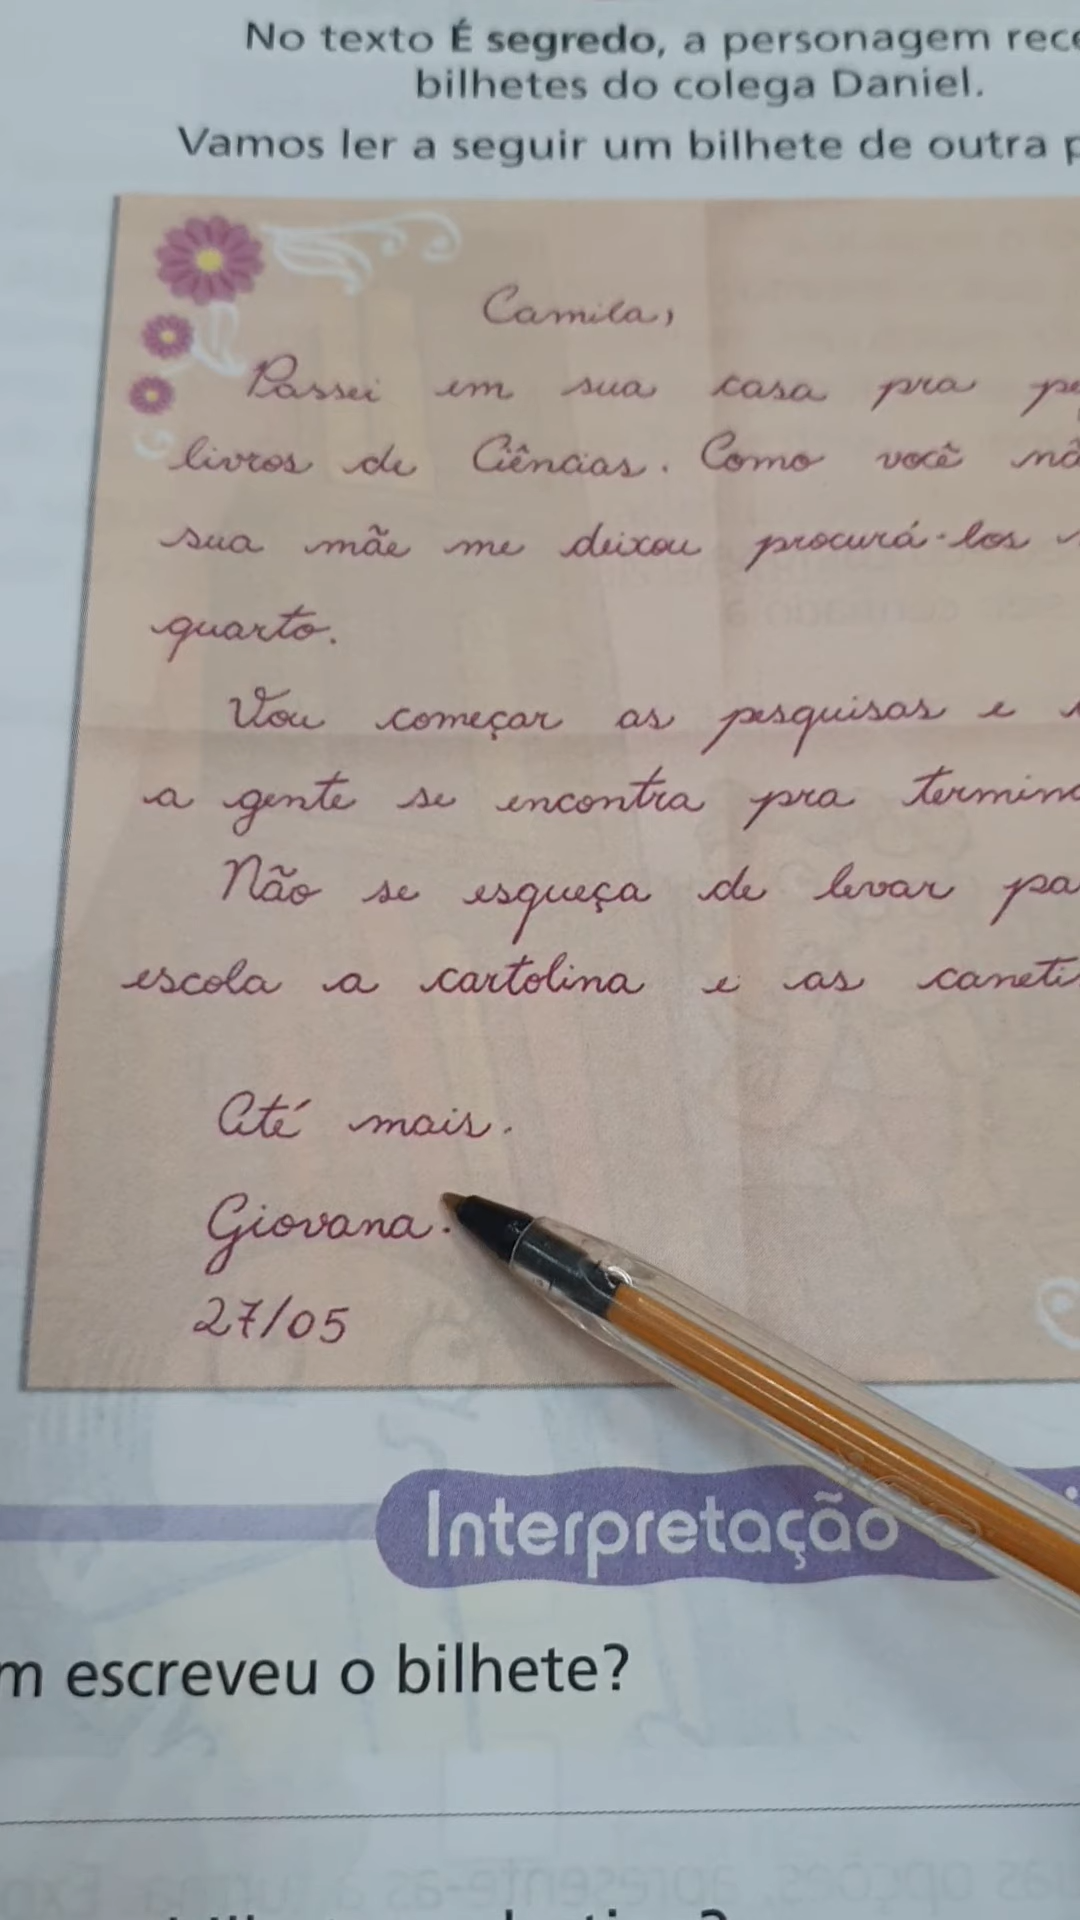 No texto É segredo, a personagem
bilhetes do colega Daniel.
Vamos ler a seguir um bilhete de outra
Camila,
Passei em sua casa pra
livros de Ciências. Como você
sua mãe me deixou procurá-los
quarto.
Vou começar as pesquisas e
a gente se encontra pra
Não se esqueça de levar
escola a cartolina e as
Até mais.
Giovana.
27/05
Interpretação
escreveu o bilhete?